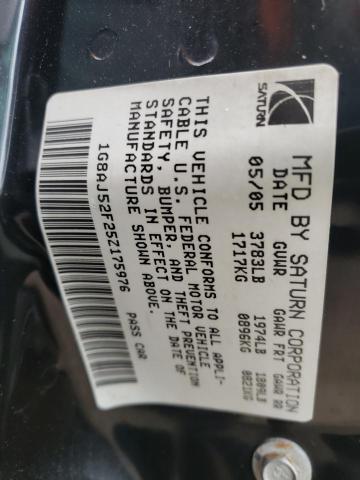 SATURN
MFD BY SATURN CORPORATION
DATE GVWR GAWR FRT GAWR RR
05/05 3783LB 1974LB 1809LB
1717KG 0896KG 0821KG
THIS VEHICLE CONFORMS TO ALL APPLI-
CABLE U.S. FEDERAL MOTOR VEHICLE
SAFETY, BUMPER, AND THEFT PREVENTION
STANDARDS IN EFFECT ON THE DATE OF
MANUFACTURE SHOWN ABOVE.
1G8AJ52F25Z175976 PASS CAR